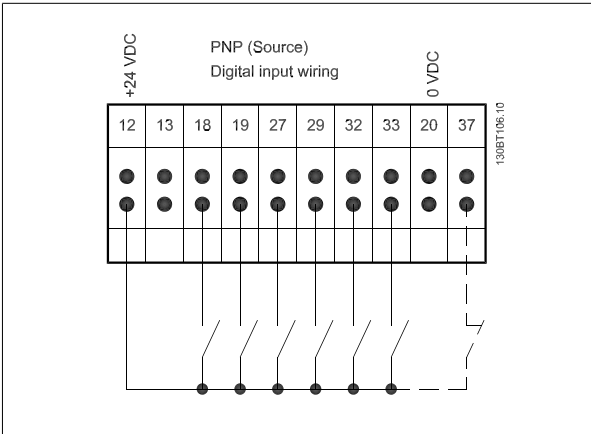 +24 VDC
PNP (Source)
Digital input wiring
0 VDC
12 13 18 19 27 29 32 33 20 37
130BT106.10